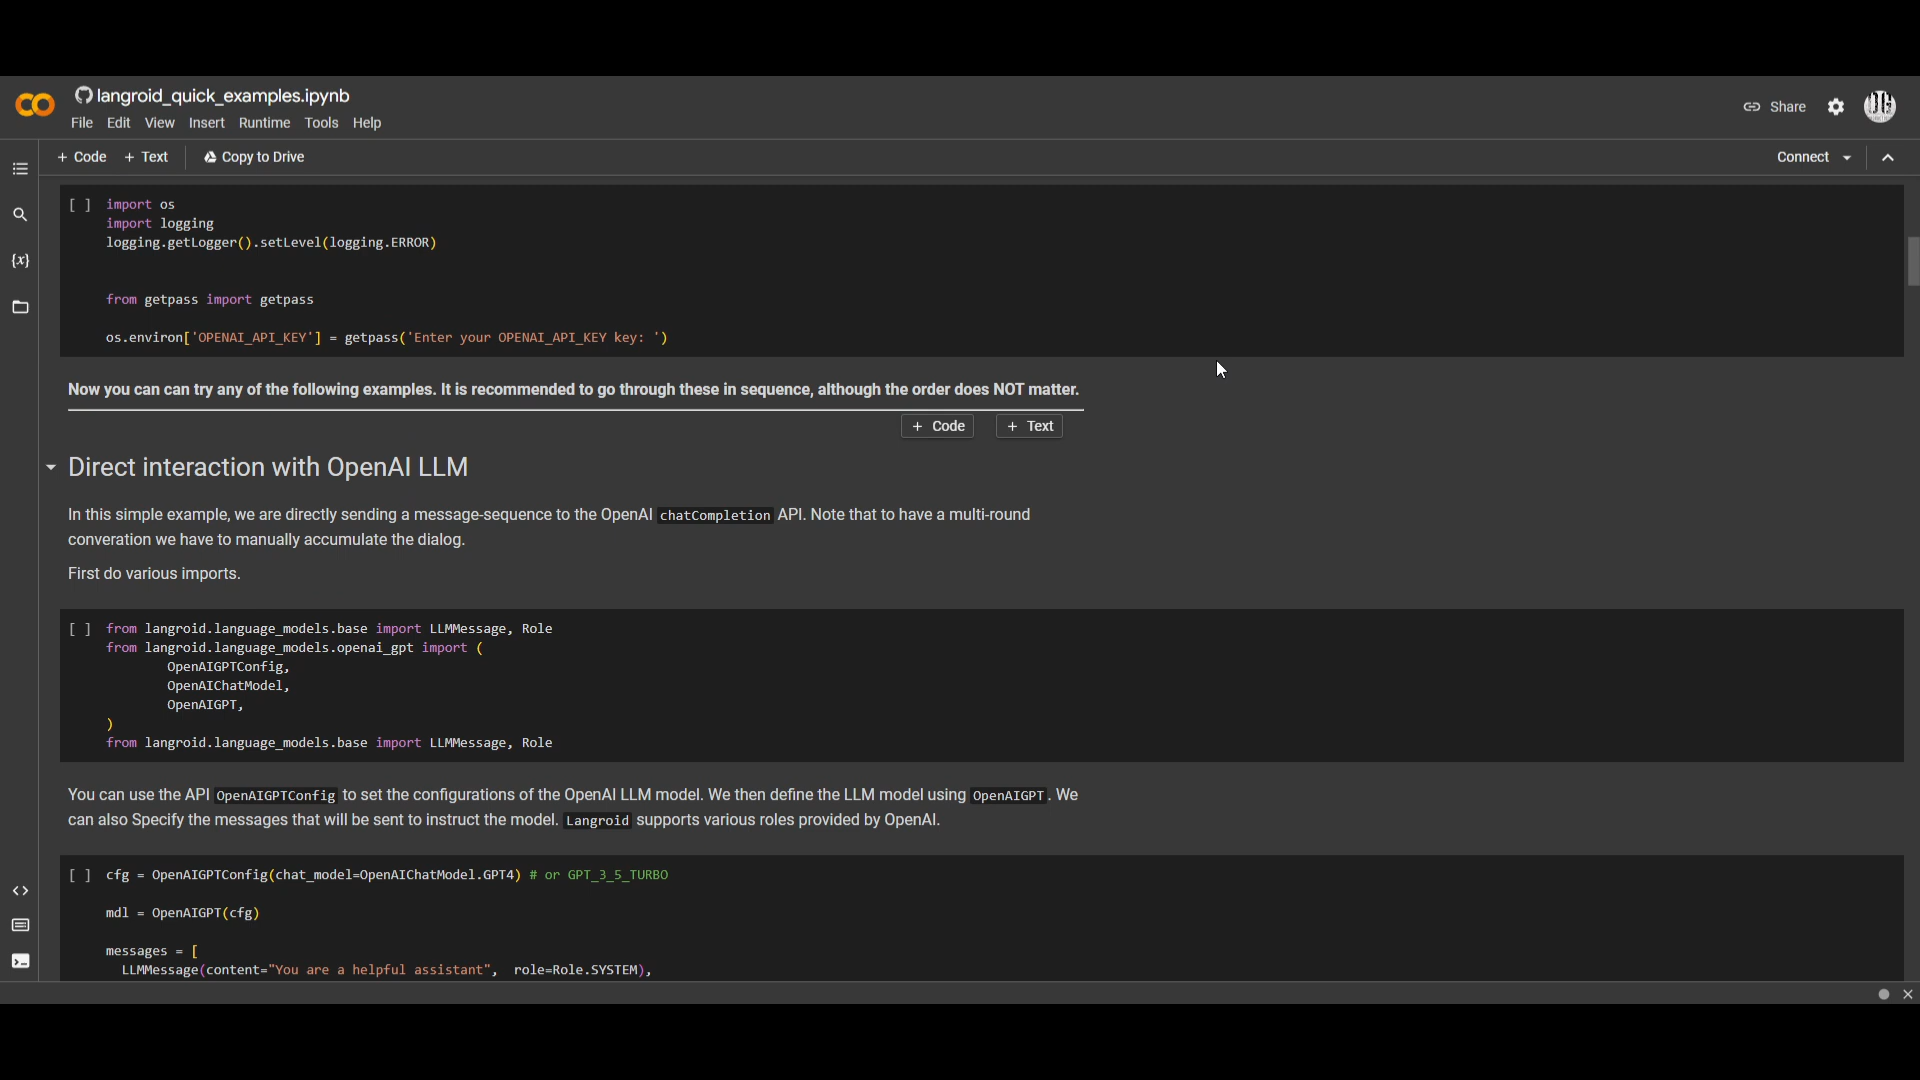 langroid_quick_examples.ipynb
File Edit View Insert Runtime Tools Help
Share
+ Code + Text Copy to Drive
Connect
{x}
[ ] import os
import logging
logging.getLogger().setLevel(logging.ERROR)
from getpass import getpass
os.environ['OPENAI_API_KEY'] = getpass('Enter your OPENAI_API_KEY key: ')
Now you can can try any of the following examples. It is recommended to go through these in sequence, although the order does NOT matter.
+ Code + Text
Direct interaction with OpenAI LLM
In this simple example, we are directly sending a message-sequence to the OpenAI chatCompletion API. Note that to have a multi-round
converation we have to manually accumulate the dialog.
First do various imports.
[ ] from langroid.language_models.base import LLMMessage, Role
from langroid.language_models.openai_gpt import (
OpenAIGPTConfig,
OpenAIChatModel,
OpenAIGPT,
)
from langroid.language_models.base import LLMMessage, Role
You can use the API OpenAIGPTConfig to set the configurations of the OpenAI LLM model. We then define the LLM model using OpenAIGPT. We
can also Specify the messages that will be sent to instruct the model. Langroid supports various roles provided by OpenAI.
[ ] cfg = OpenAIGPTConfig(chat_model=OpenAIChatModel.GPT4) # or GPT_3_5_TURBO
mdl = OpenAIGPT(cfg)
messages = [
LLMMessage(content="You are a helpful assistant", role=Role.SYSTEM),